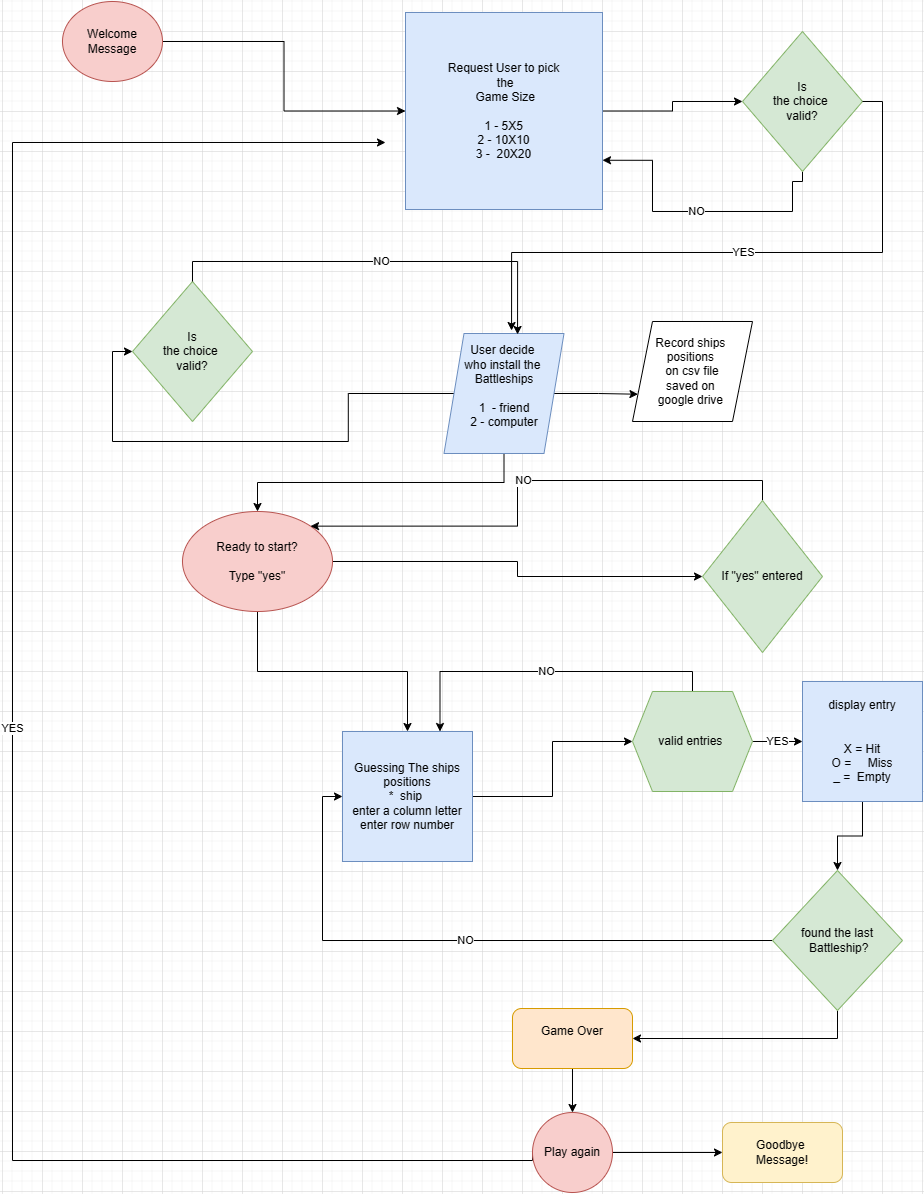 Welcome
Message
Request User to pick
the
Game Size
1 - 5X5
2 - 10X10
3 - 20X20
Is
the choice
valid?
NO
YES
NO
Is
the choice
valid?
User decide
who install the
Battleships
1 - friend
2 - computer
Record ships
positions
on csv file
saved on
google drive
NO
Ready to start?
Type "yes"
If "yes" entered
NO
YES
Guessing The ships
positions
* ship
enter a column letter
enter row number
valid entries
YES
display entry
X = Hit
O = Miss
_ = Empty
found the last
Battleship?
NO
Game Over
Play again
Goodbye
Message!